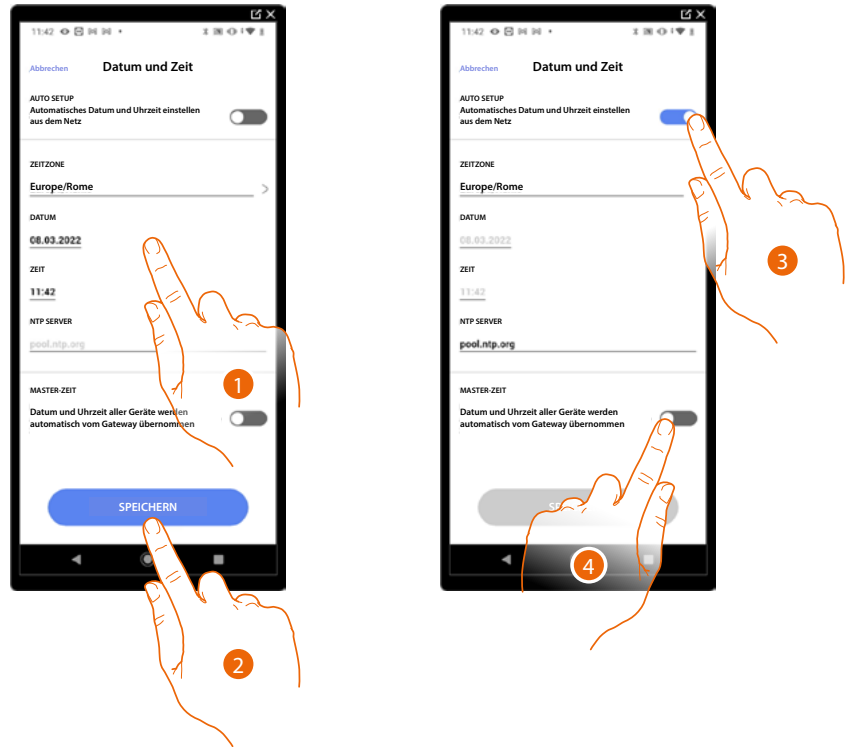 11:42
Abbrechen
Datum und Zeit
AUTO SETUP
Automatisches Datum und Uhrzeit einstellen
aus dem Netz
ZEITZONE
Europe/Rome
DATUM
08.03.2022
ZEIT
11:42
NTP SERVER
pool.ntp.org
1
MASTER-ZEIT
Datum und Uhrzeit aller Geräte werden
automatisch vom Gateway übernommen
SPEICHERN
2
11:42
Abbrechen
Datum und Zeit
AUTO SETUP
Automatisches Datum und Uhrzeit einstellen
aus dem Netz
ZEITZONE
Europe/Rome
DATUM
08.03.2022
3
ZEIT
11:42
NTP SERVER
pool.ntp.org
MASTER-ZEIT
Datum und Uhrzeit aller Geräte werden
automatisch vom Gateway übernommen
4